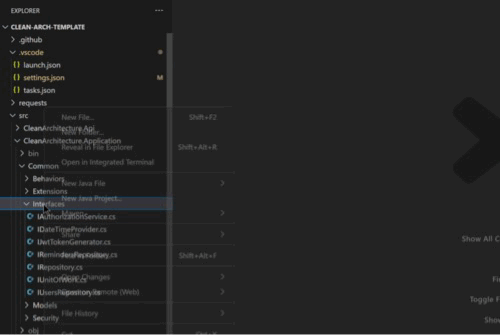 EXPLORER
CLEAN-ARCH-TEMPLATE
.github
.vscode
launch.json
settings.json M
tasks.json
requests
src
New File... Shift+F2
CleanArchitecture.Api
New Folder...
CleanArchitecture.Application
Reveal in File Explorer Shift+Alt+R
bin
Open in Integrated Terminal
Common
Behaviors
New Java File
Extensions
New Java Project...
Interfaces
Maven
IAuthorizationService.cs
IDateTimeProvider.cs
Share
IJwtTokenGenerator.cs
IRemindersRepository.cs
Shift+Alt+F
IRepository.cs
Changes
IUnitOfWork.cs
Remote (Web)
IUsersRepository.cs
Models
File History
Security
obj
Show All C
Fi
Toggle F
Show